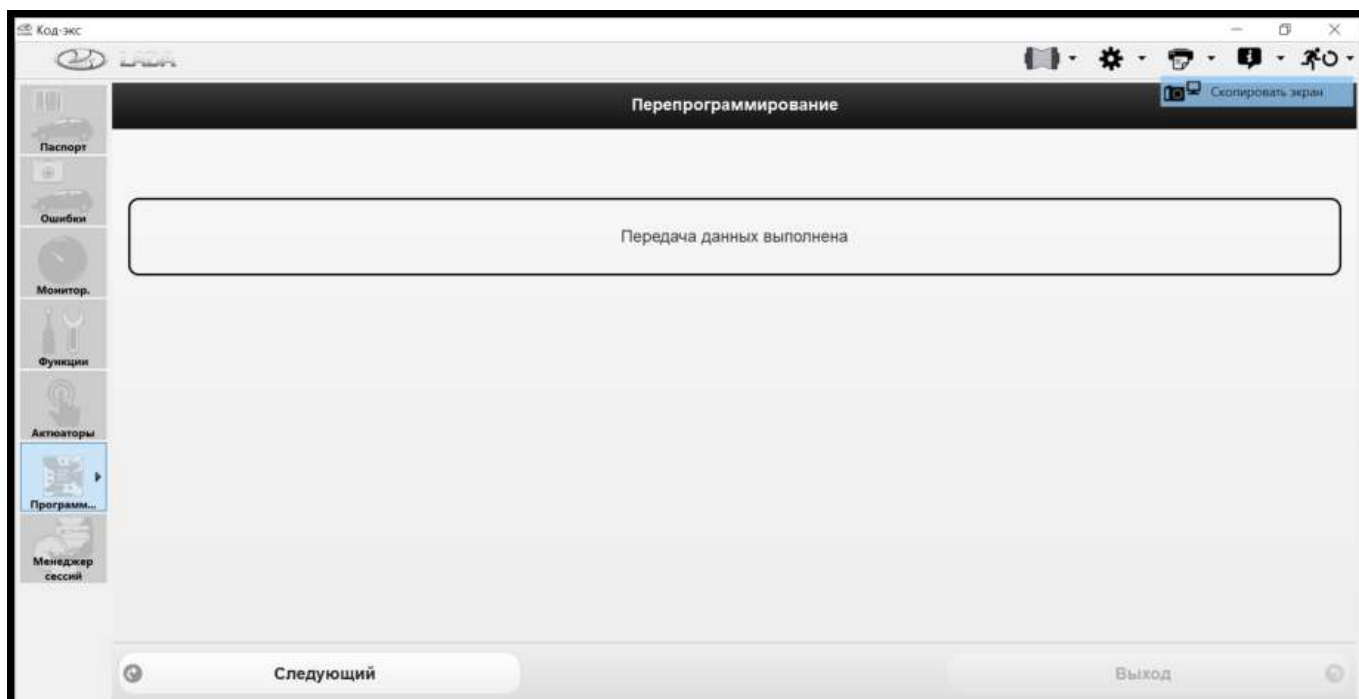 Код-экс
LADA
Скопировать экран
Перепрограммирование
Паспорт
Ошибки
Передача данных выполнена
Монитор.
Функции
Актюаторы
Программ...
Менеджер
сессий
Следующий
Выход